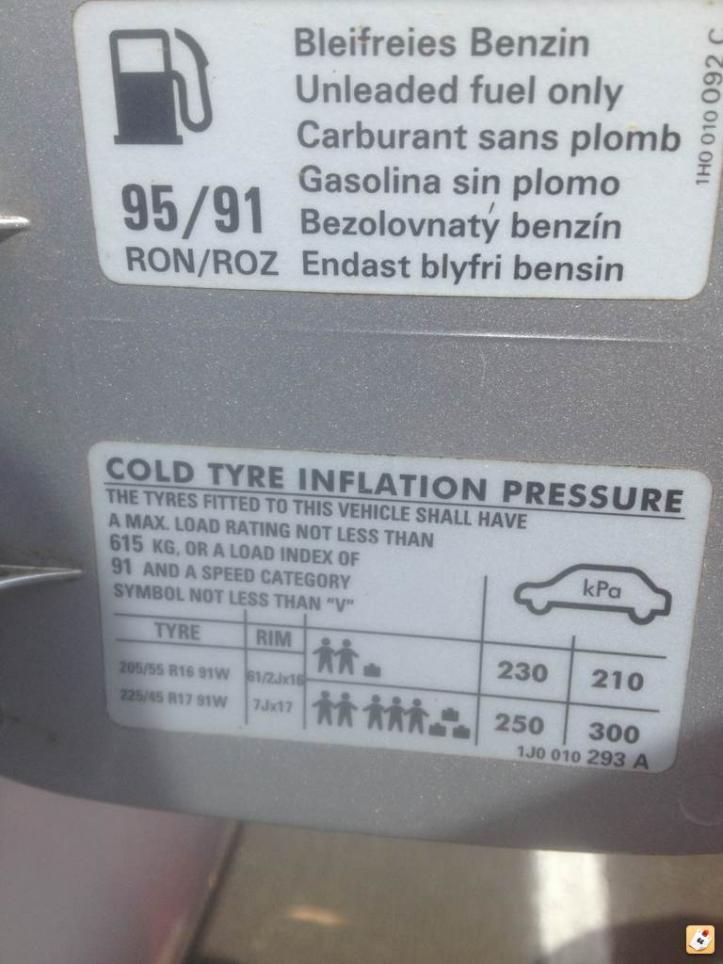 Bleifreies Benzin
Unleaded fuel only
Carburant sans plomb
Gasolina sin plomo
95/91 Bezolovnatý benzín
RON/ROZ Endast blyfri bensin
1H0 010 092 C
COLD TYRE INFLATION PRESSURE
THE TYRES FITTED TO THIS VEHICLE SHALL HAVE
A MAX. LOAD RATING NOT LESS THAN
615 KG, OR A LOAD INDEX OF
91 AND A SPEED CATEGORY
SYMBOL NOT LESS THAN "V"
kPa
TYRE RIM
205/55 R16 91W 61/2Jx16 230 210
225/45 R17 91W 7Jx17 250 300
1J0 010 293 A